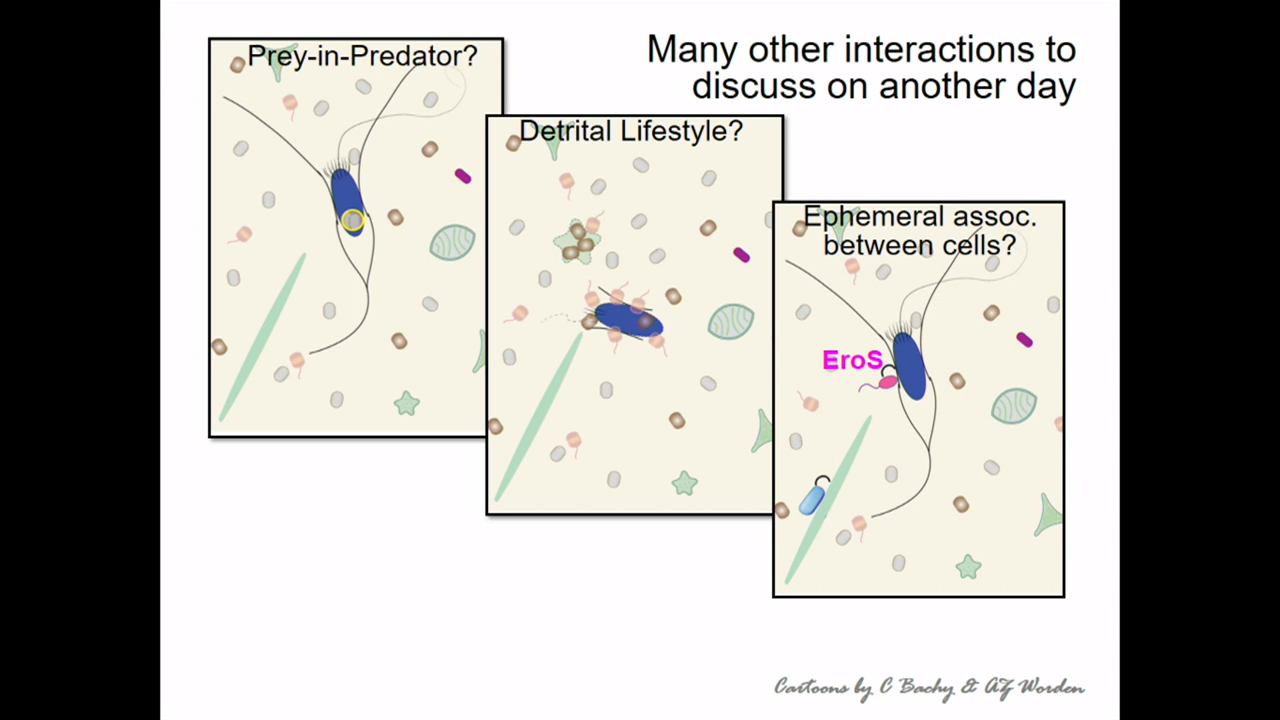 Many other interactions to
discuss on another day
Prey-in-Predator?
Detrital Lifestyle?
Ephemeral assoc.
between cells?
EroS
Cartoons by C Bachy & AZ Worden